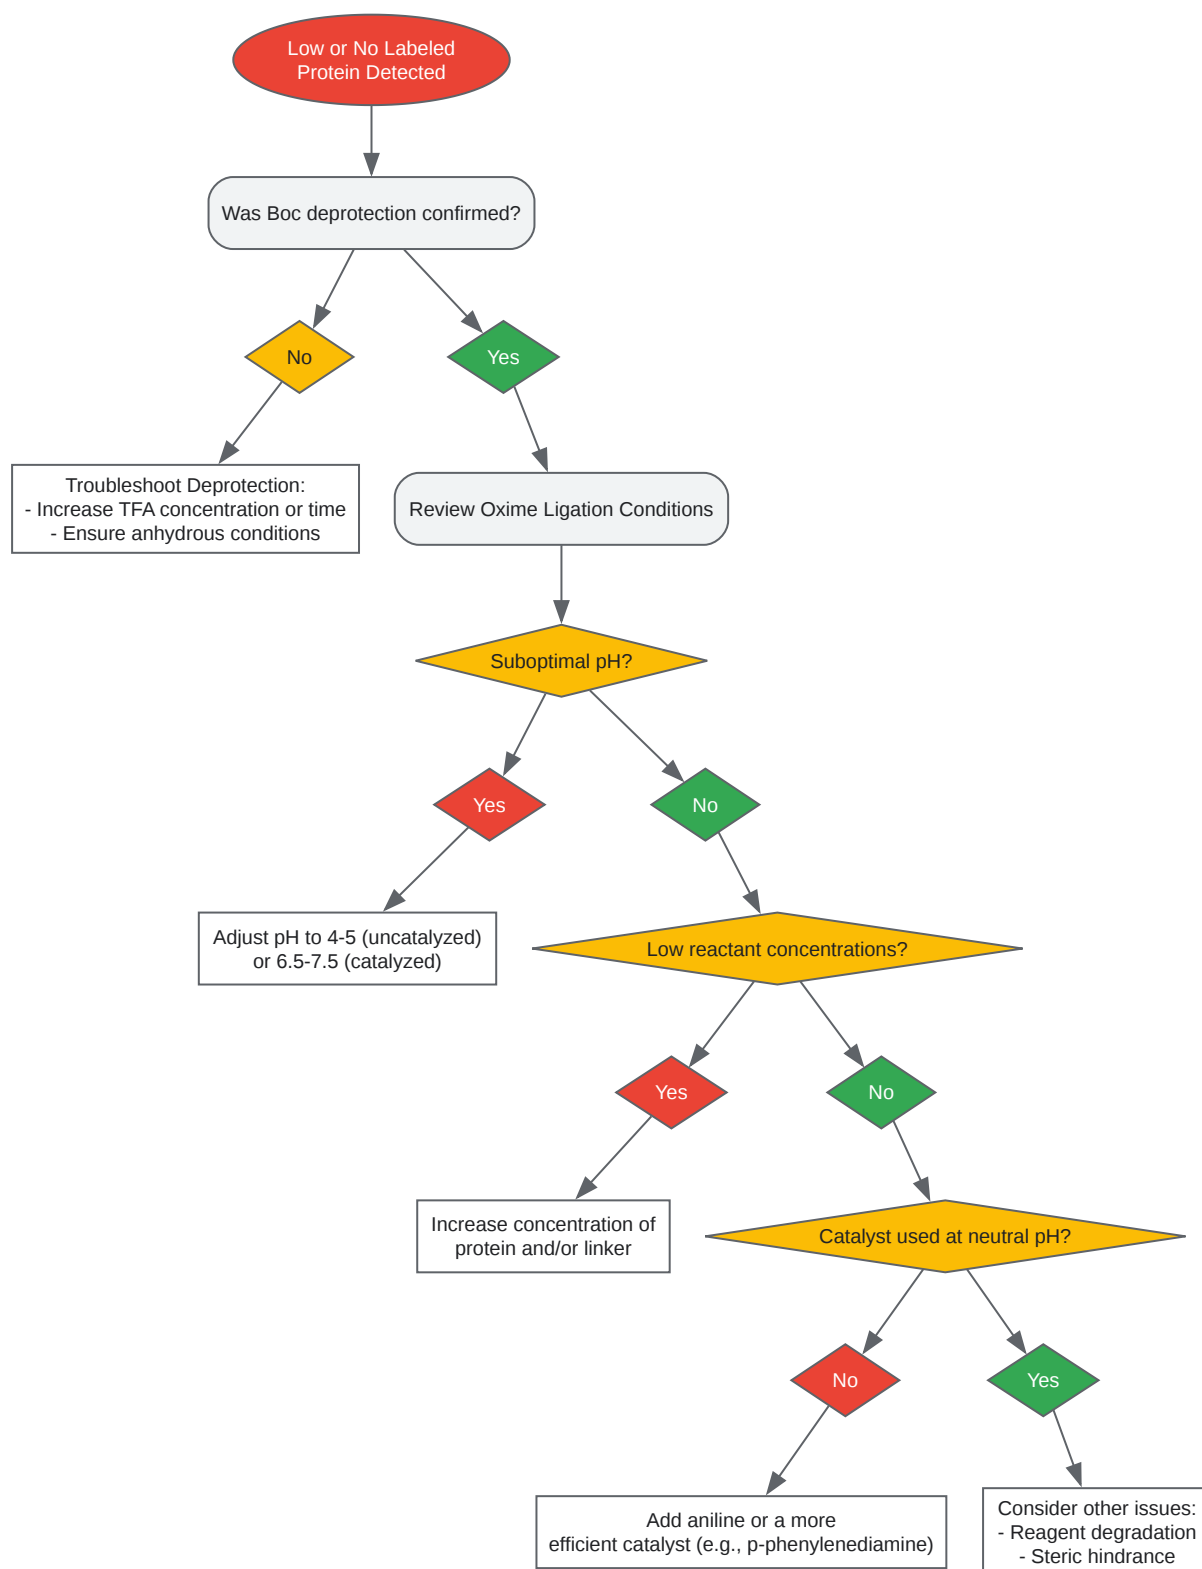 Low or No Labeled
Protein Detected
Was Boc deprotection confirmed?
No
Yes
Troubleshoot Deprotection:
- Increase TFA concentration or time
- Ensure anhydrous conditions
Review Oxime Ligation Conditions
Suboptimal pH?
Yes
No
Adjust pH to 4-5 (uncatalyzed)
or 6.5-7.5 (catalyzed)
Low reactant concentrations?
Yes
No
Increase concentration of
protein and/or linker
Catalyst used at neutral pH?
No
Yes
Add aniline or a more
efficient catalyst (e.g., p-phenylenediamine)
Consider other issues:
- Reagent degradation
- Steric hindrance